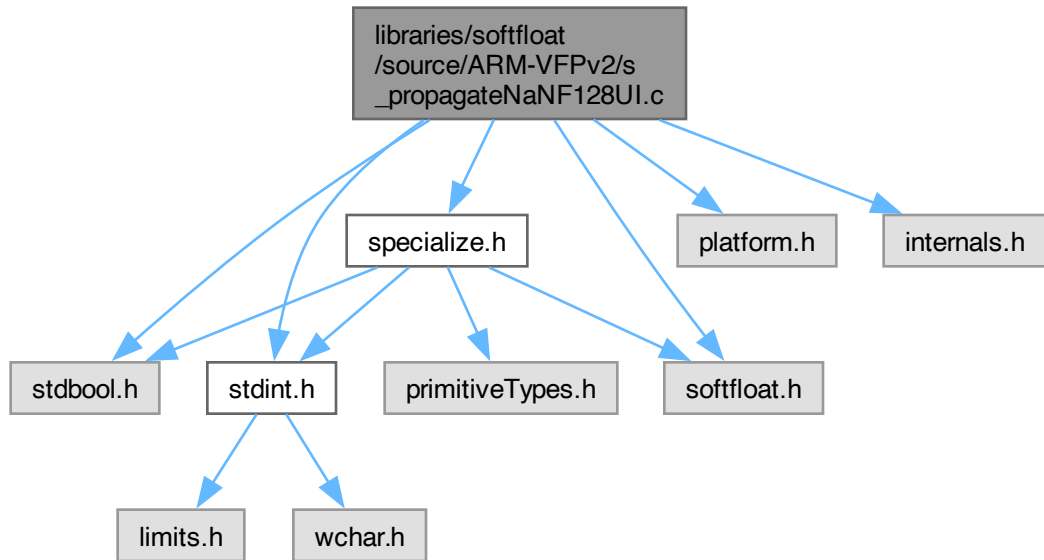 libraries/softfloat
/source/ARM-VFPv2/s
_propagateNaNF128UI.c
specialize.h
platform.h
internals.h
stdbool.h
stdint.h
primitiveTypes.h
softfloat.h
limits.h
wchar.h